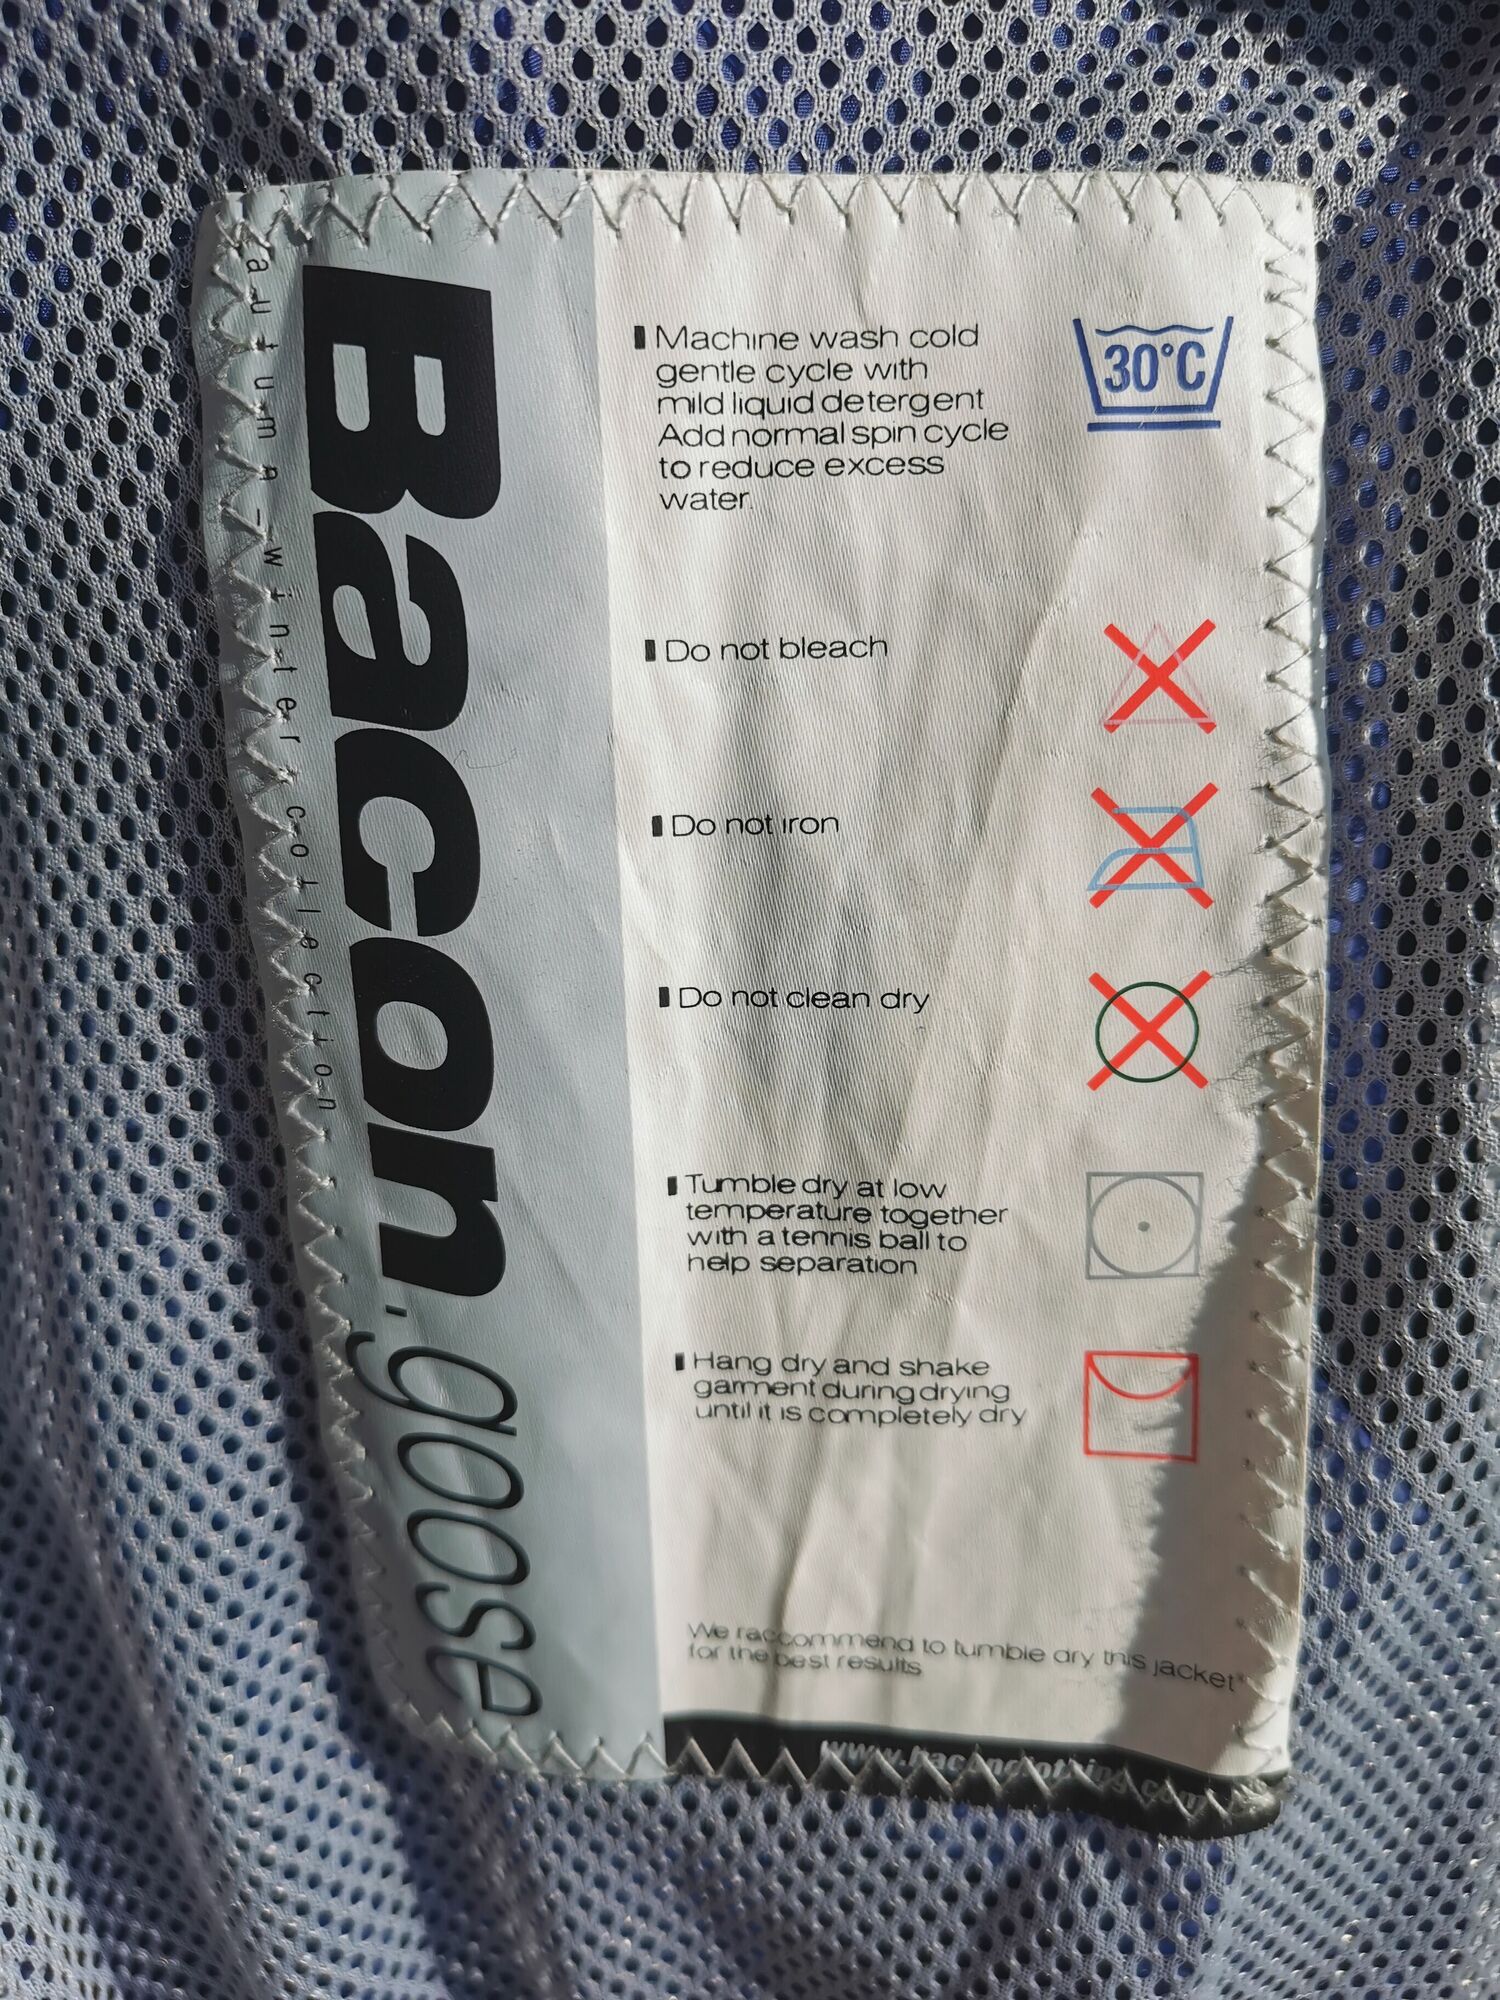 autumn-winter collection
Bacon.goose
Machine wash cold
gentle cycle with
mild liquid detergent
Add normal spin cycle
to reduce excess
water.
30°C
Do not bleach
Do not iron
Do not clean dry
Tumble dry at low
temperature together
with a tennis ball to
help separation
Hang dry and shake
garment during drying
until it is completely dry
We raccommend to tumble dry this jacket
for the best results
www.baconclothing.com